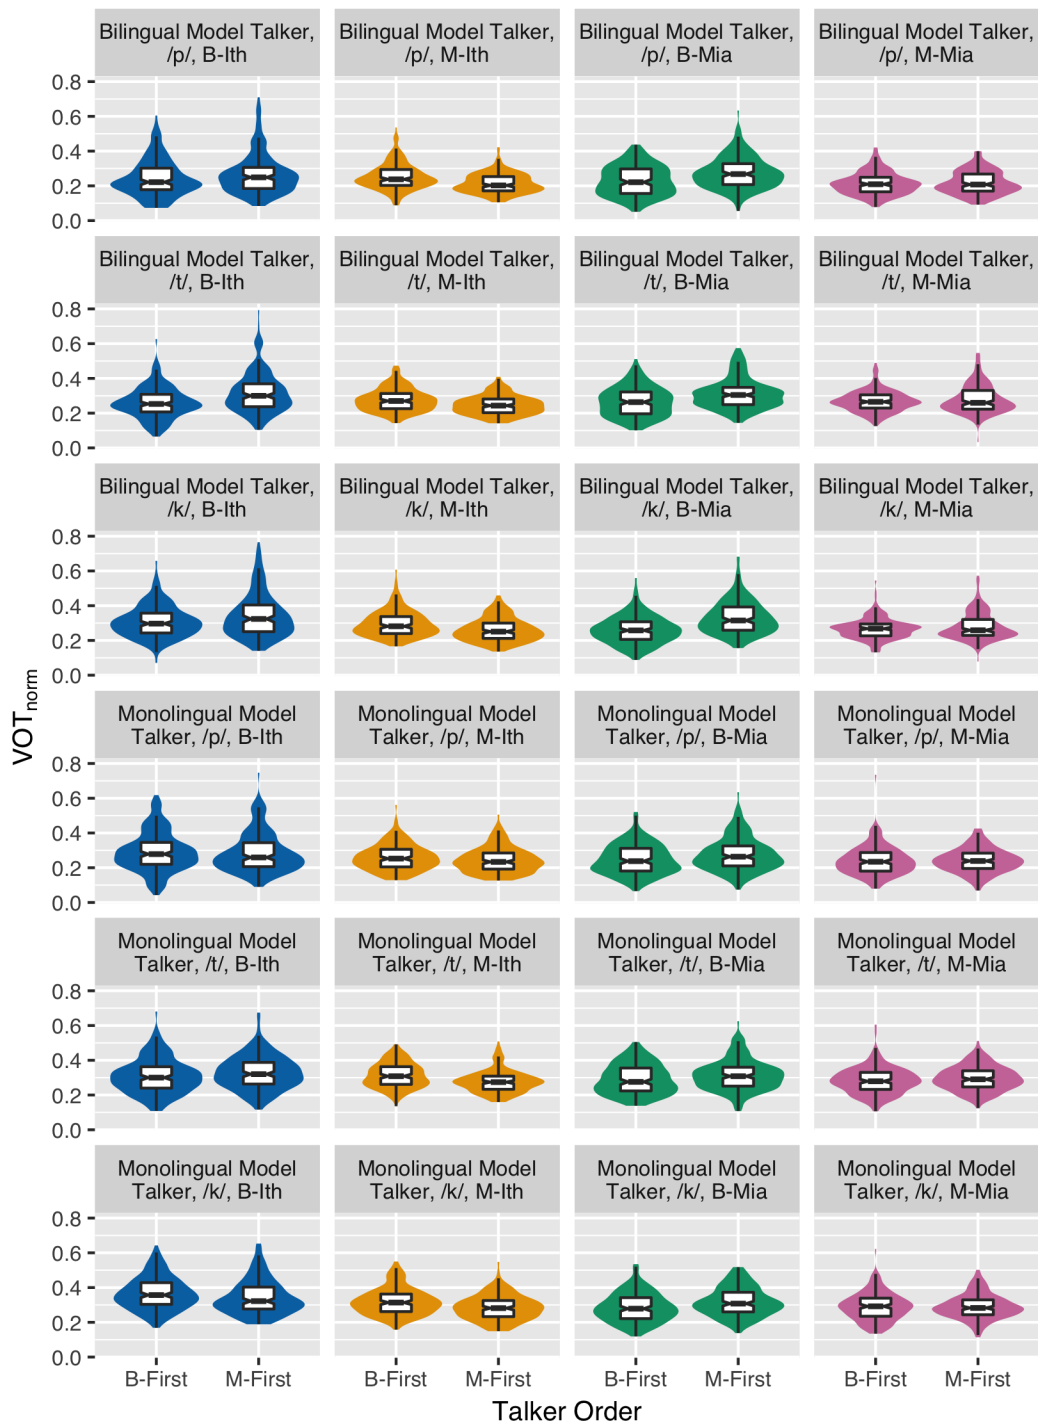 Bilingual Model Talker,
/p/, B-Ith
Bilingual Model Talker,
/p/, M-Ith
Bilingual Model Talker,
/p/, B-Mia
Bilingual Model Talker,
/p/, M-Mia
0.8
0.6
0.4
0.2
0.0
Bilingual Model Talker,
/t/, B-Ith
Bilingual Model Talker,
/t/, M-Ith
Bilingual Model Talker,
/t/, B-Mia
Bilingual Model Talker,
/t/, M-Mia
0.8
0.6
0.4
0.2
0.0
Bilingual Model Talker,
/k/, B-Ith
Bilingual Model Talker,
/k/, M-Ith
Bilingual Model Talker,
/k/, B-Mia
Bilingual Model Talker,
/k/, M-Mia
0.8
0.6
0.4
0.2
0.0
VOTnorm
Monolingual Model
Talker, /p/, B-Ith
Monolingual Model
Talker, /p/, M-Ith
Monolingual Model
Talker, /p/, B-Mia
Monolingual Model
Talker, /p/, M-Mia
0.8
0.6
0.4
0.2
0.0
Monolingual Model
Talker, /t/, B-Ith
Monolingual Model
Talker, /t/, M-Ith
Monolingual Model
Talker, /t/, B-Mia
Monolingual Model
Talker, /t/, M-Mia
0.8
0.6
0.4
0.2
0.0
Monolingual Model
Talker, /k/, B-Ith
Monolingual Model
Talker, /k/, M-Ith
Monolingual Model
Talker, /k/, B-Mia
Monolingual Model
Talker, /k/, M-Mia
0.8
0.6
0.4
0.2
0.0
B-First M-First B-First M-First B-First M-First B-First M-First
Talker Order